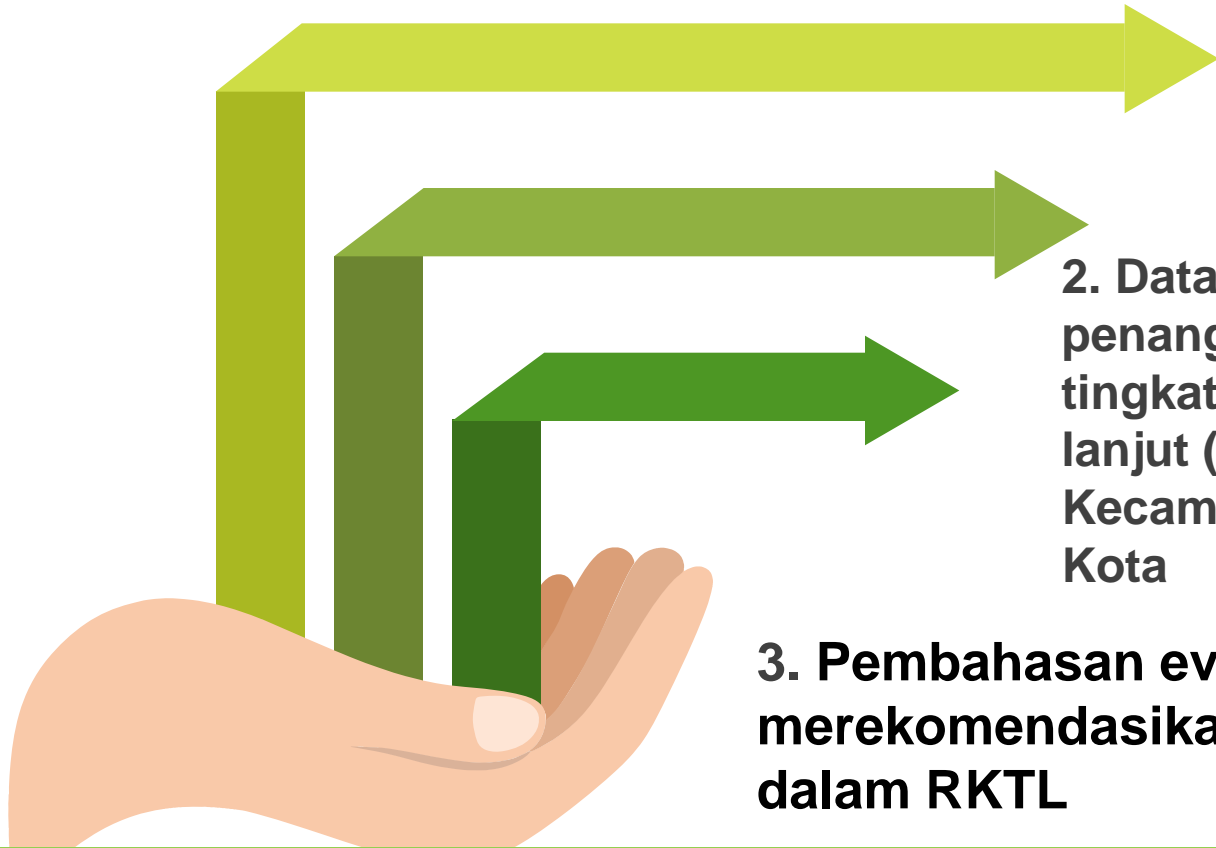 2. Data
penang
tingkat
lanjut (
Kecam
Kota
3. Pembahasan ev
merekomendasika
dalam RKTL